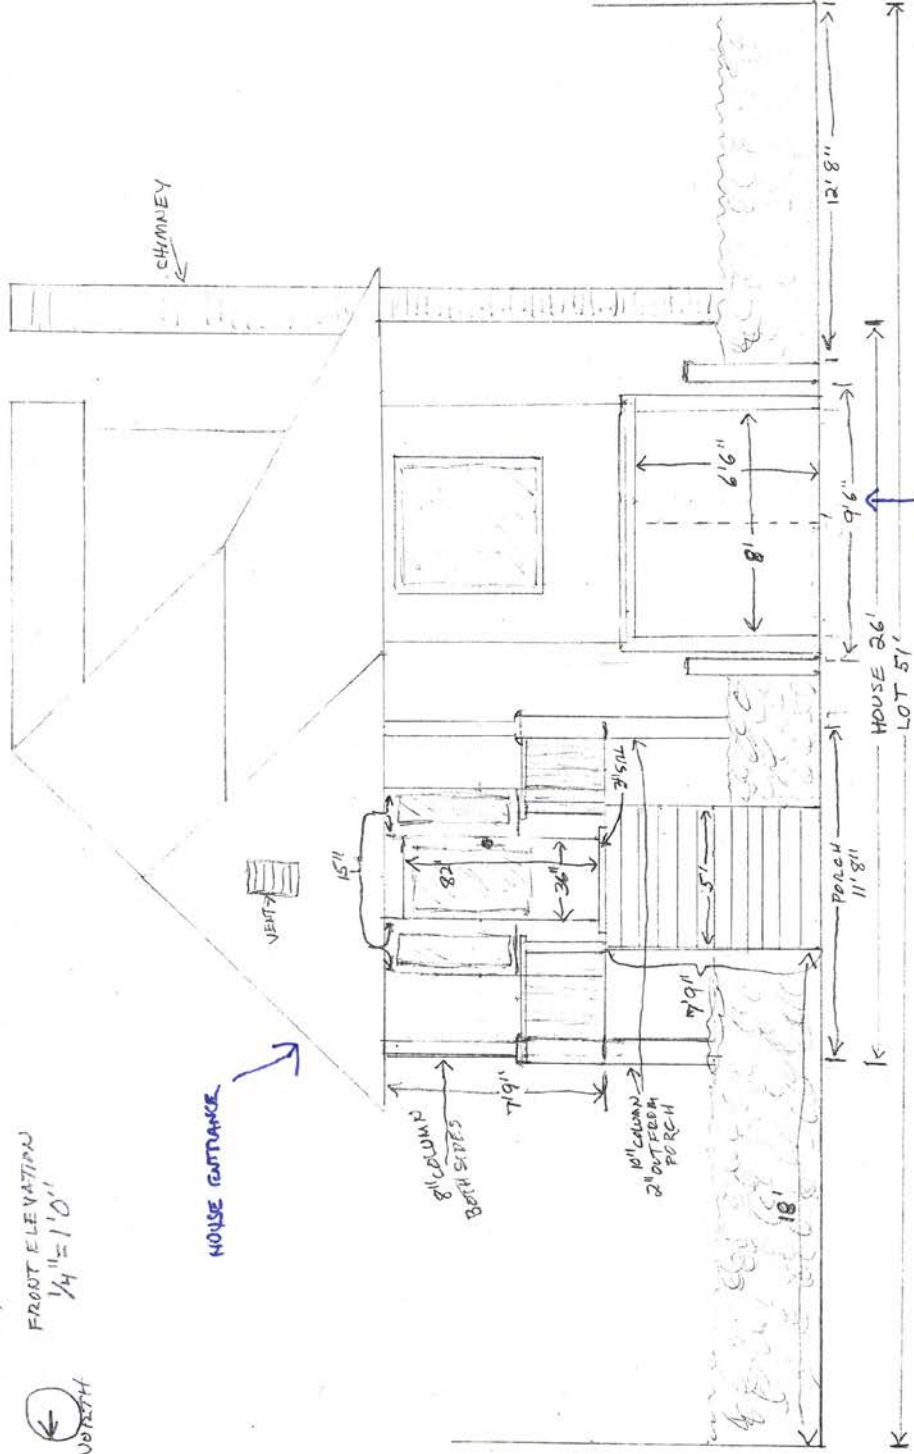 FRONT ELEVATION
1/4" = 1'0"
NORTH
HOUSE ENTRANCE
CHIMNEY
VENT
15"
82"
36"
3" SILL
8" COLUMN
BOTH SIDES
7'9"
10" COLUMN
2" OUT FROM
PORCH
7'9"
5'
18'
6'6"
8'
9'6"
12'8"
PORCH
11'8"
HOUSE 26'
LOT 51'